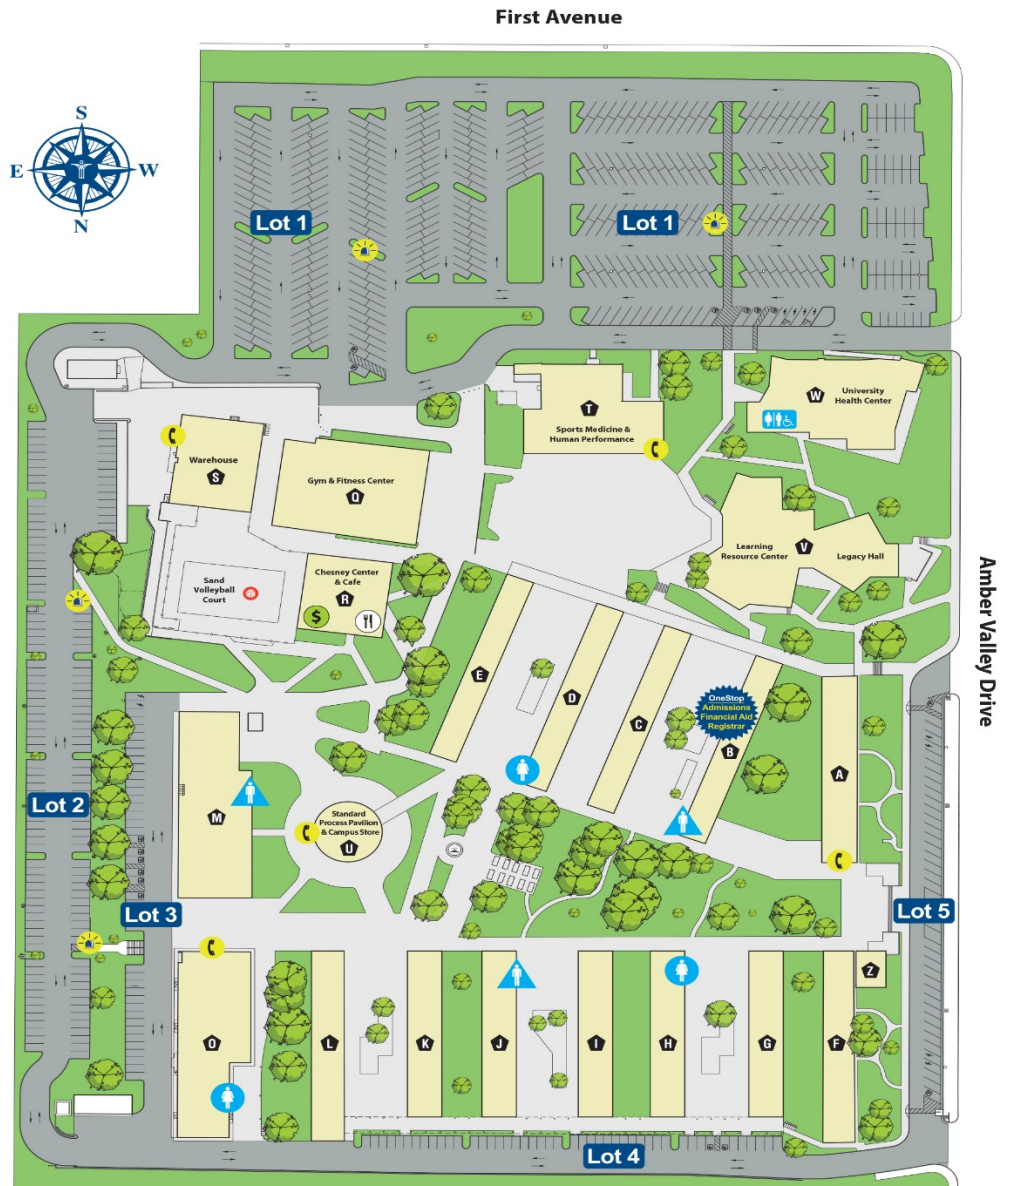 First Avenue
S
E
W
N
Lot 1
Lot 1
W
University
Health Center
T
Sports Medicine &
Human Performance
Warehouse
S
Gym & Fitness Center
Q
Learning
Resource Center
V
Legacy Hall
Chesney Center
& Cafe
R
$
Sand
Volleyball
Court
Amber Valley Drive
E
D
C
OneStop
Admissions
Financial Aid
Registrar
B
A
Lot 2
M
Standard
Process Pavilion
& Campus Store
U
Lot 3
Lot 5
Z
O
L
K
J
I
H
G
F
Lot 4